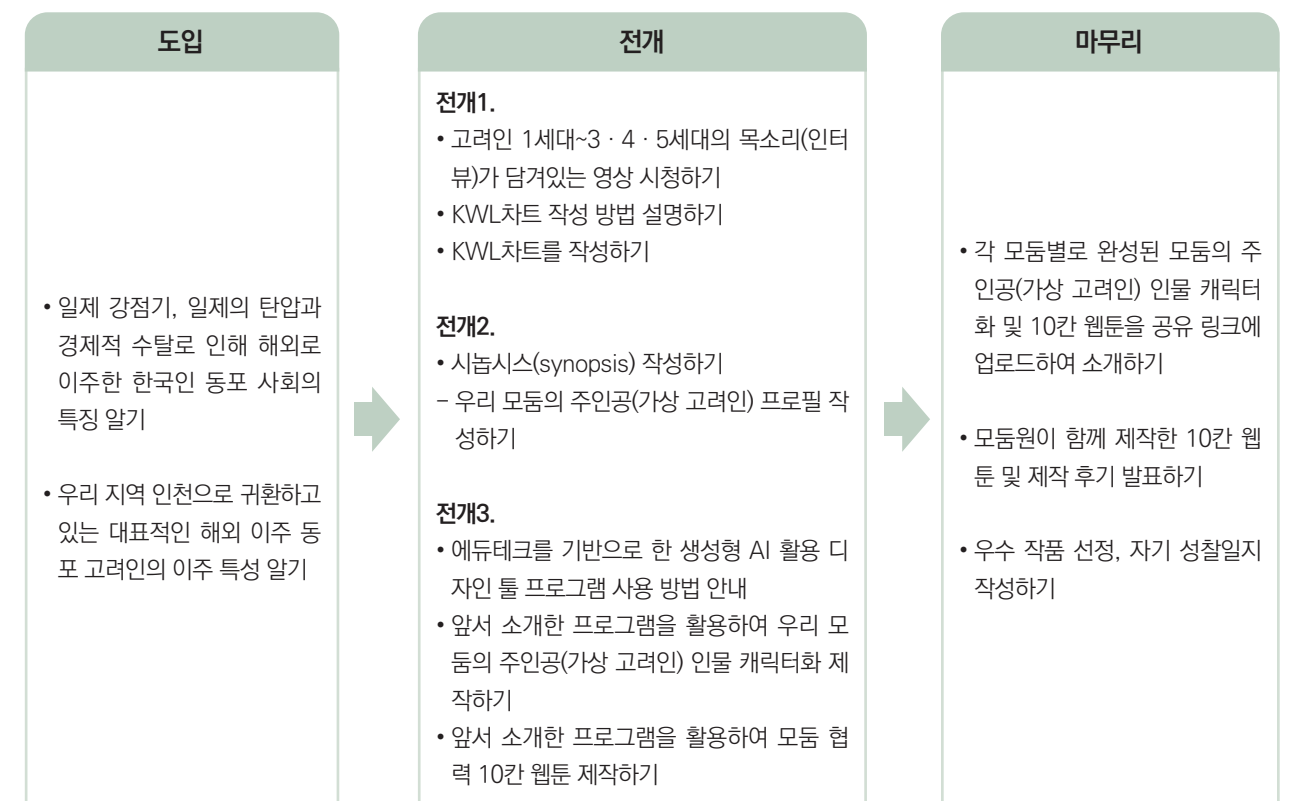 도입
• 일제 강점기, 일제의 탄압과
경제적 수탈로 인해 해외로
이주한 한국인 동포 사회의
특징 알기
• 우리 지역 인천으로 귀환하고
있는 대표적인 해외 이주 동
포 고려인의 이주 특성 알기
전개
전개1.
• 고려인 1세대~3 · 4 · 5세대의 목소리(인터
뷰)가 담겨있는 영상 시청하기
• KWL차트 작성 방법 설명하기
• KWL차트를 작성하기
전개2.
• 시놉시스(synopsis) 작성하기
– 우리 모둠의 주인공(가상 고려인) 프로필 작
성하기
전개3.
• 에듀테크를 기반으로 한 생성형 AI 활용 디
자인 툴 프로그램 사용 방법 안내
• 앞서 소개한 프로그램을 활용하여 우리 모
둠의 주인공(가상 고려인) 인물 캐릭터화 제
작하기
• 앞서 소개한 프로그램을 활용하여 모둠 협
력 10칸 웹툰 제작하기
마무리
• 각 모둠별로 완성된 모둠의 주
인공(가상 고려인) 인물 캐릭터
화 및 10칸 웹툰을 공유 링크에
업로드하여 소개하기
• 모둠원이 함께 제작한 10칸 웹
툰 및 제작 후기 발표하기
• 우수 작품 선정, 자기 성찰일지
작성하기